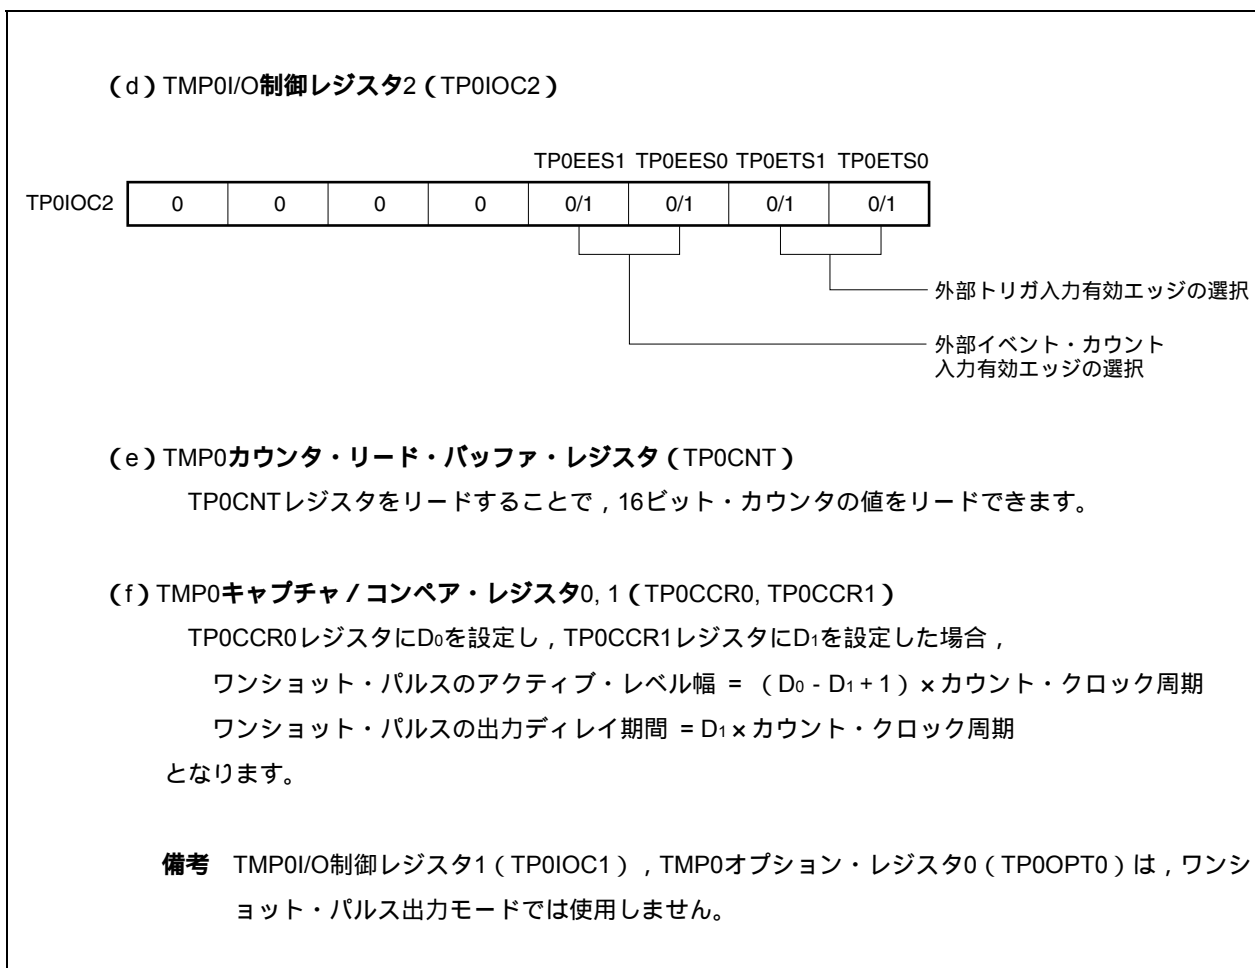 (d) TMP0I/O制御レジスタ2(TP0IOC2)
TP0EES1 TP0EES0 TP0ETS1 TP0ETS0
TP0IOC2 0 0 0 0 0/1 0/1 0/1 0/1
外部トリガ入力有効エッジの選択
外部イベント・カウント
入力有効エッジの選択
(e) TMP0カウンタ・リード・バッファ・レジスタ(TP0CNT)
TP0CNTレジスタをリードすることで,16ビット・カウンタの値をリードできます。
(f) TMP0キャプチャ/コンペア・レジスタ0, 1(TP0CCR0, TP0CCR1)
TP0CCR0レジスタにD0を設定し,TP0CCR1レジスタにD1を設定した場合,
ワンショット・パルスのアクティブ・レベル幅 = (D0 - D1 + 1) × カウント・クロック周期
ワンショット・パルスの出力ディレイ期間 = D1 × カウント・クロック周期
となります。
備考 TMP0I/O制御レジスタ1(TP0IOC1),TMP0オプション・レジスタ0(TP0OPT0)は,ワンシ
ョット・パルス出力モードでは使用しません。